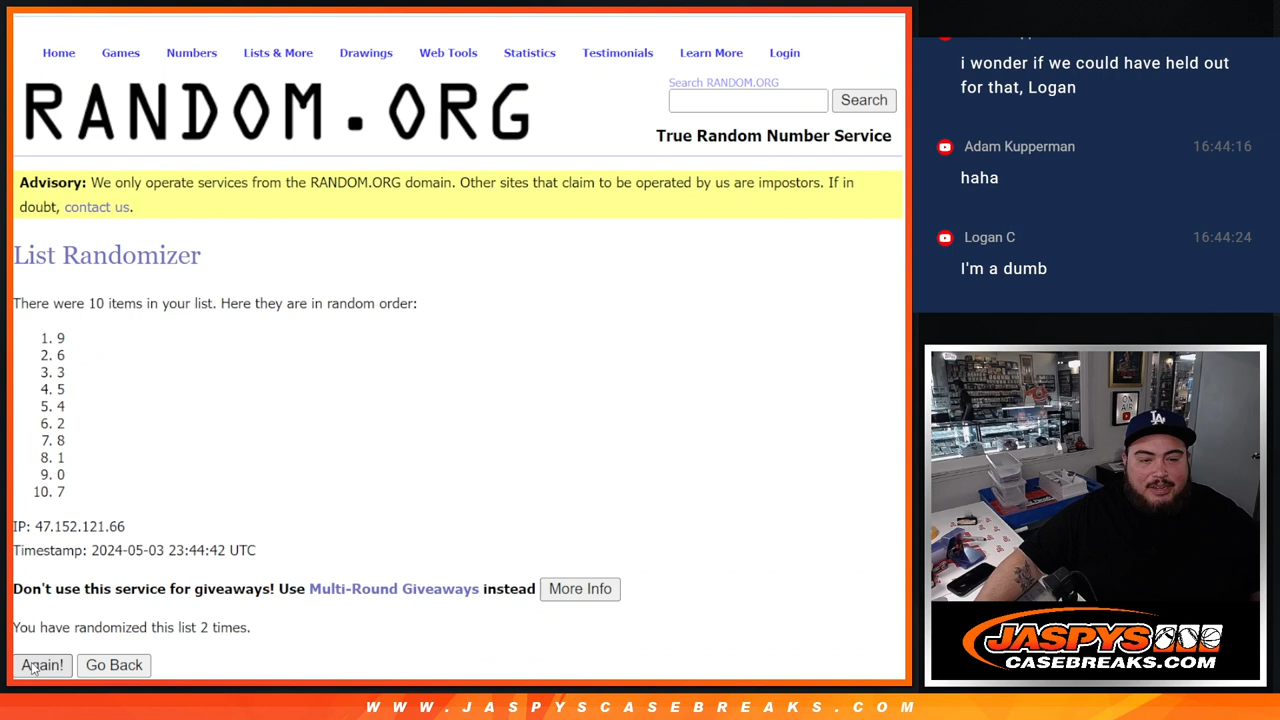 Home Games Numbers Lists & More Drawings Web Tools Statistics Testimonials Learn More Login
RANDOM.ORG
Search RANDOM.ORG
Search
True Random Number Service
Advisory: We only operate services from the RANDOM.ORG domain. Other sites that claim to be operated by us are impostors. If in
doubt, contact us.
List Randomizer
There were 10 items in your list. Here they are in random order:
1. 9
2. 6
3. 3
4. 5
5. 4
6. 2
7. 8
8. 1
9. 0
10. 7
IP: 47.152.121.66
Timestamp: 2024-05-03 23:44:42 UTC
Don't use this service for giveaways! Use Multi-Round Giveaways instead More Info
You have randomized this list 2 times.
Again! Go Back
i wonder if we could have held out
for that, Logan
Adam Kupperman 16:44:16
haha
Logan C 16:44:24
I'm a dumb
ON
AIR
LA
JASPYS
CASEBREAKS.COM
WWW.JASPYSCASEBREAKS.COM